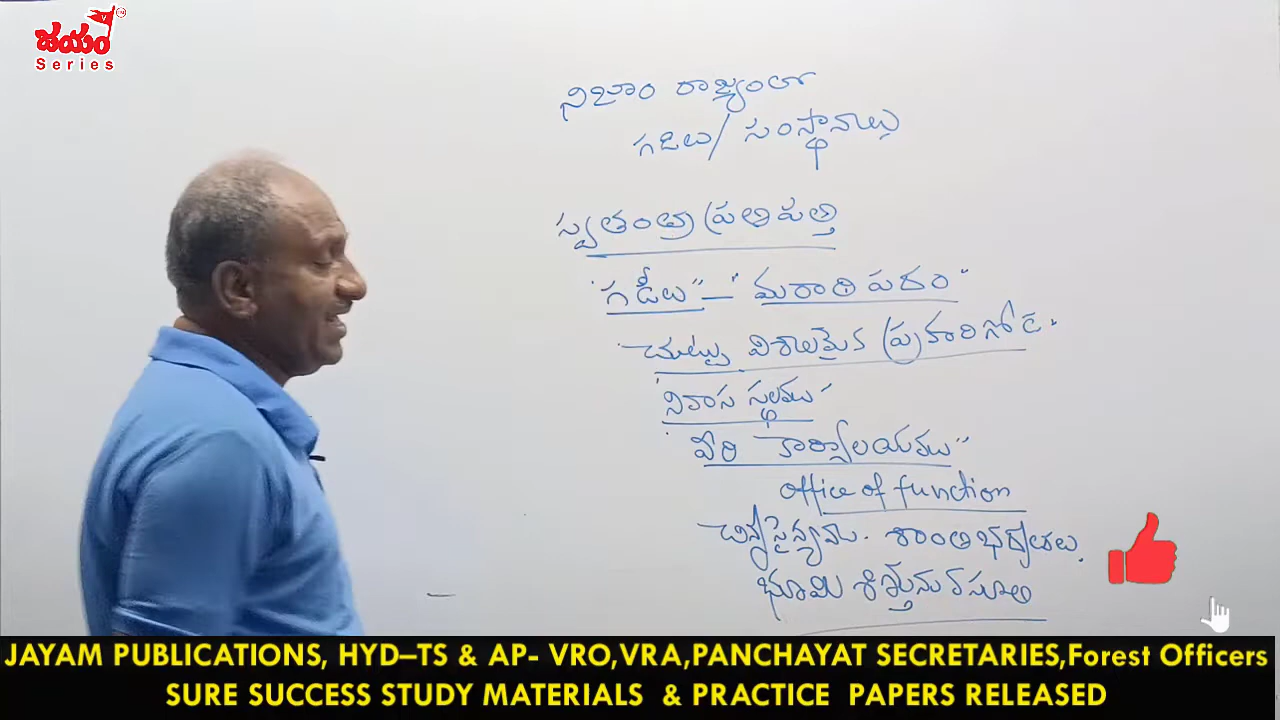 జయం
Series
నిజాం రాజ్యంలో
గడిలు/ సంస్థానాలు
స్వతంత్ర ప్రతిపత్తి
"గడీలు" – "మరాఠి పదం"
చుట్టు విశాలమైన ప్రహరిగోడ.
నివాస స్థలము
వీరి కార్యాలయము"
office of function
చిన్నసైన్యము. శాంతిభద్రతలు.
భూమి శిస్తును వసూలు
JAYAM PUBLICATIONS, HYD–TS & AP- VRO,VRA,PANCHAYAT SECRETARIES,Forest Officers
SURE SUCCESS STUDY MATERIALS & PRACTICE PAPERS RELEASED